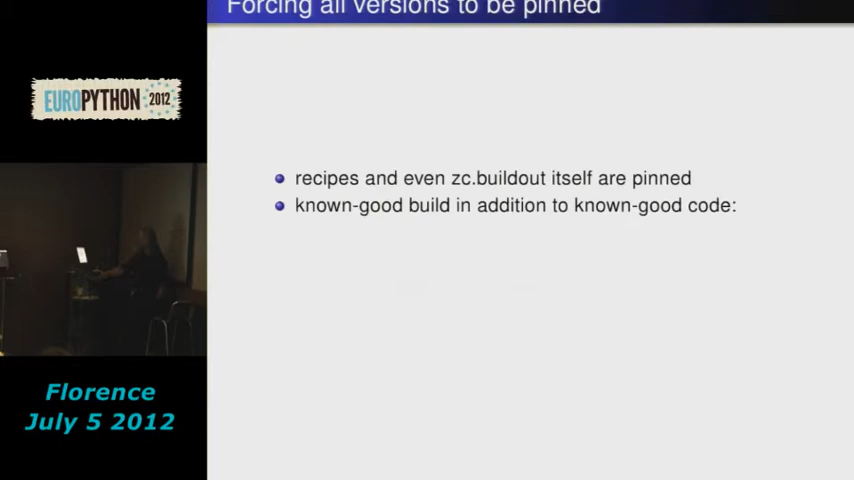 Forcing all versions to be pinned
EUROPYTHON 2012
recipes and even zc.buildout itself are pinned
known-good build in addition to known-good code:
Florence
July 5 2012